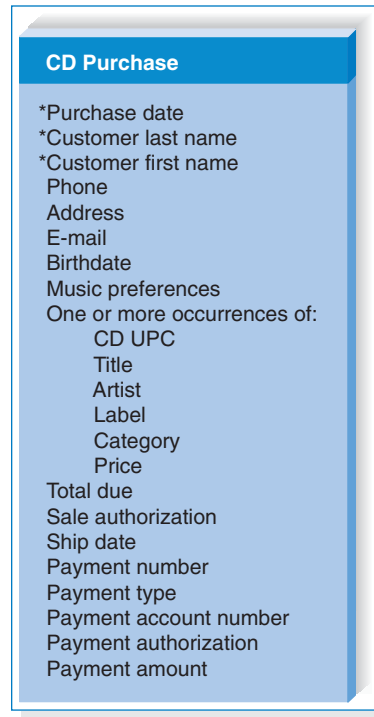 CD Purchase
*Purchase date
*Customer last name
*Customer first name
Phone
Address
E-mail
Birthdate
Music preferences
One or more occurrences of:
CD UPC
Title
Artist
Label
Category
Price
Total due
Sale authorization
Ship date
Payment number
Payment type
Payment account number
Payment authorization
Payment amount